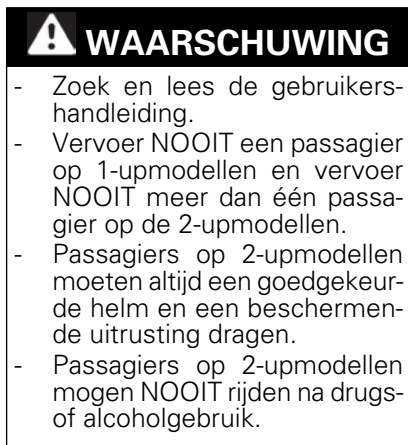 WAARSCHUWING
- Zoek en lees de gebruikers-
handleiding.
- Vervoer NOOIT een passagier
op 1-upmodellen en vervoer
NOOIT meer dan één passa-
gier op de 2-upmodellen.
- Passagiers op 2-upmodellen
moeten altijd een goedgekeur-
de helm en een beschermen-
de uitrusting dragen.
- Passagiers op 2-upmodellen
mogen NOOIT rijden na drugs-
of alcoholgebruik.